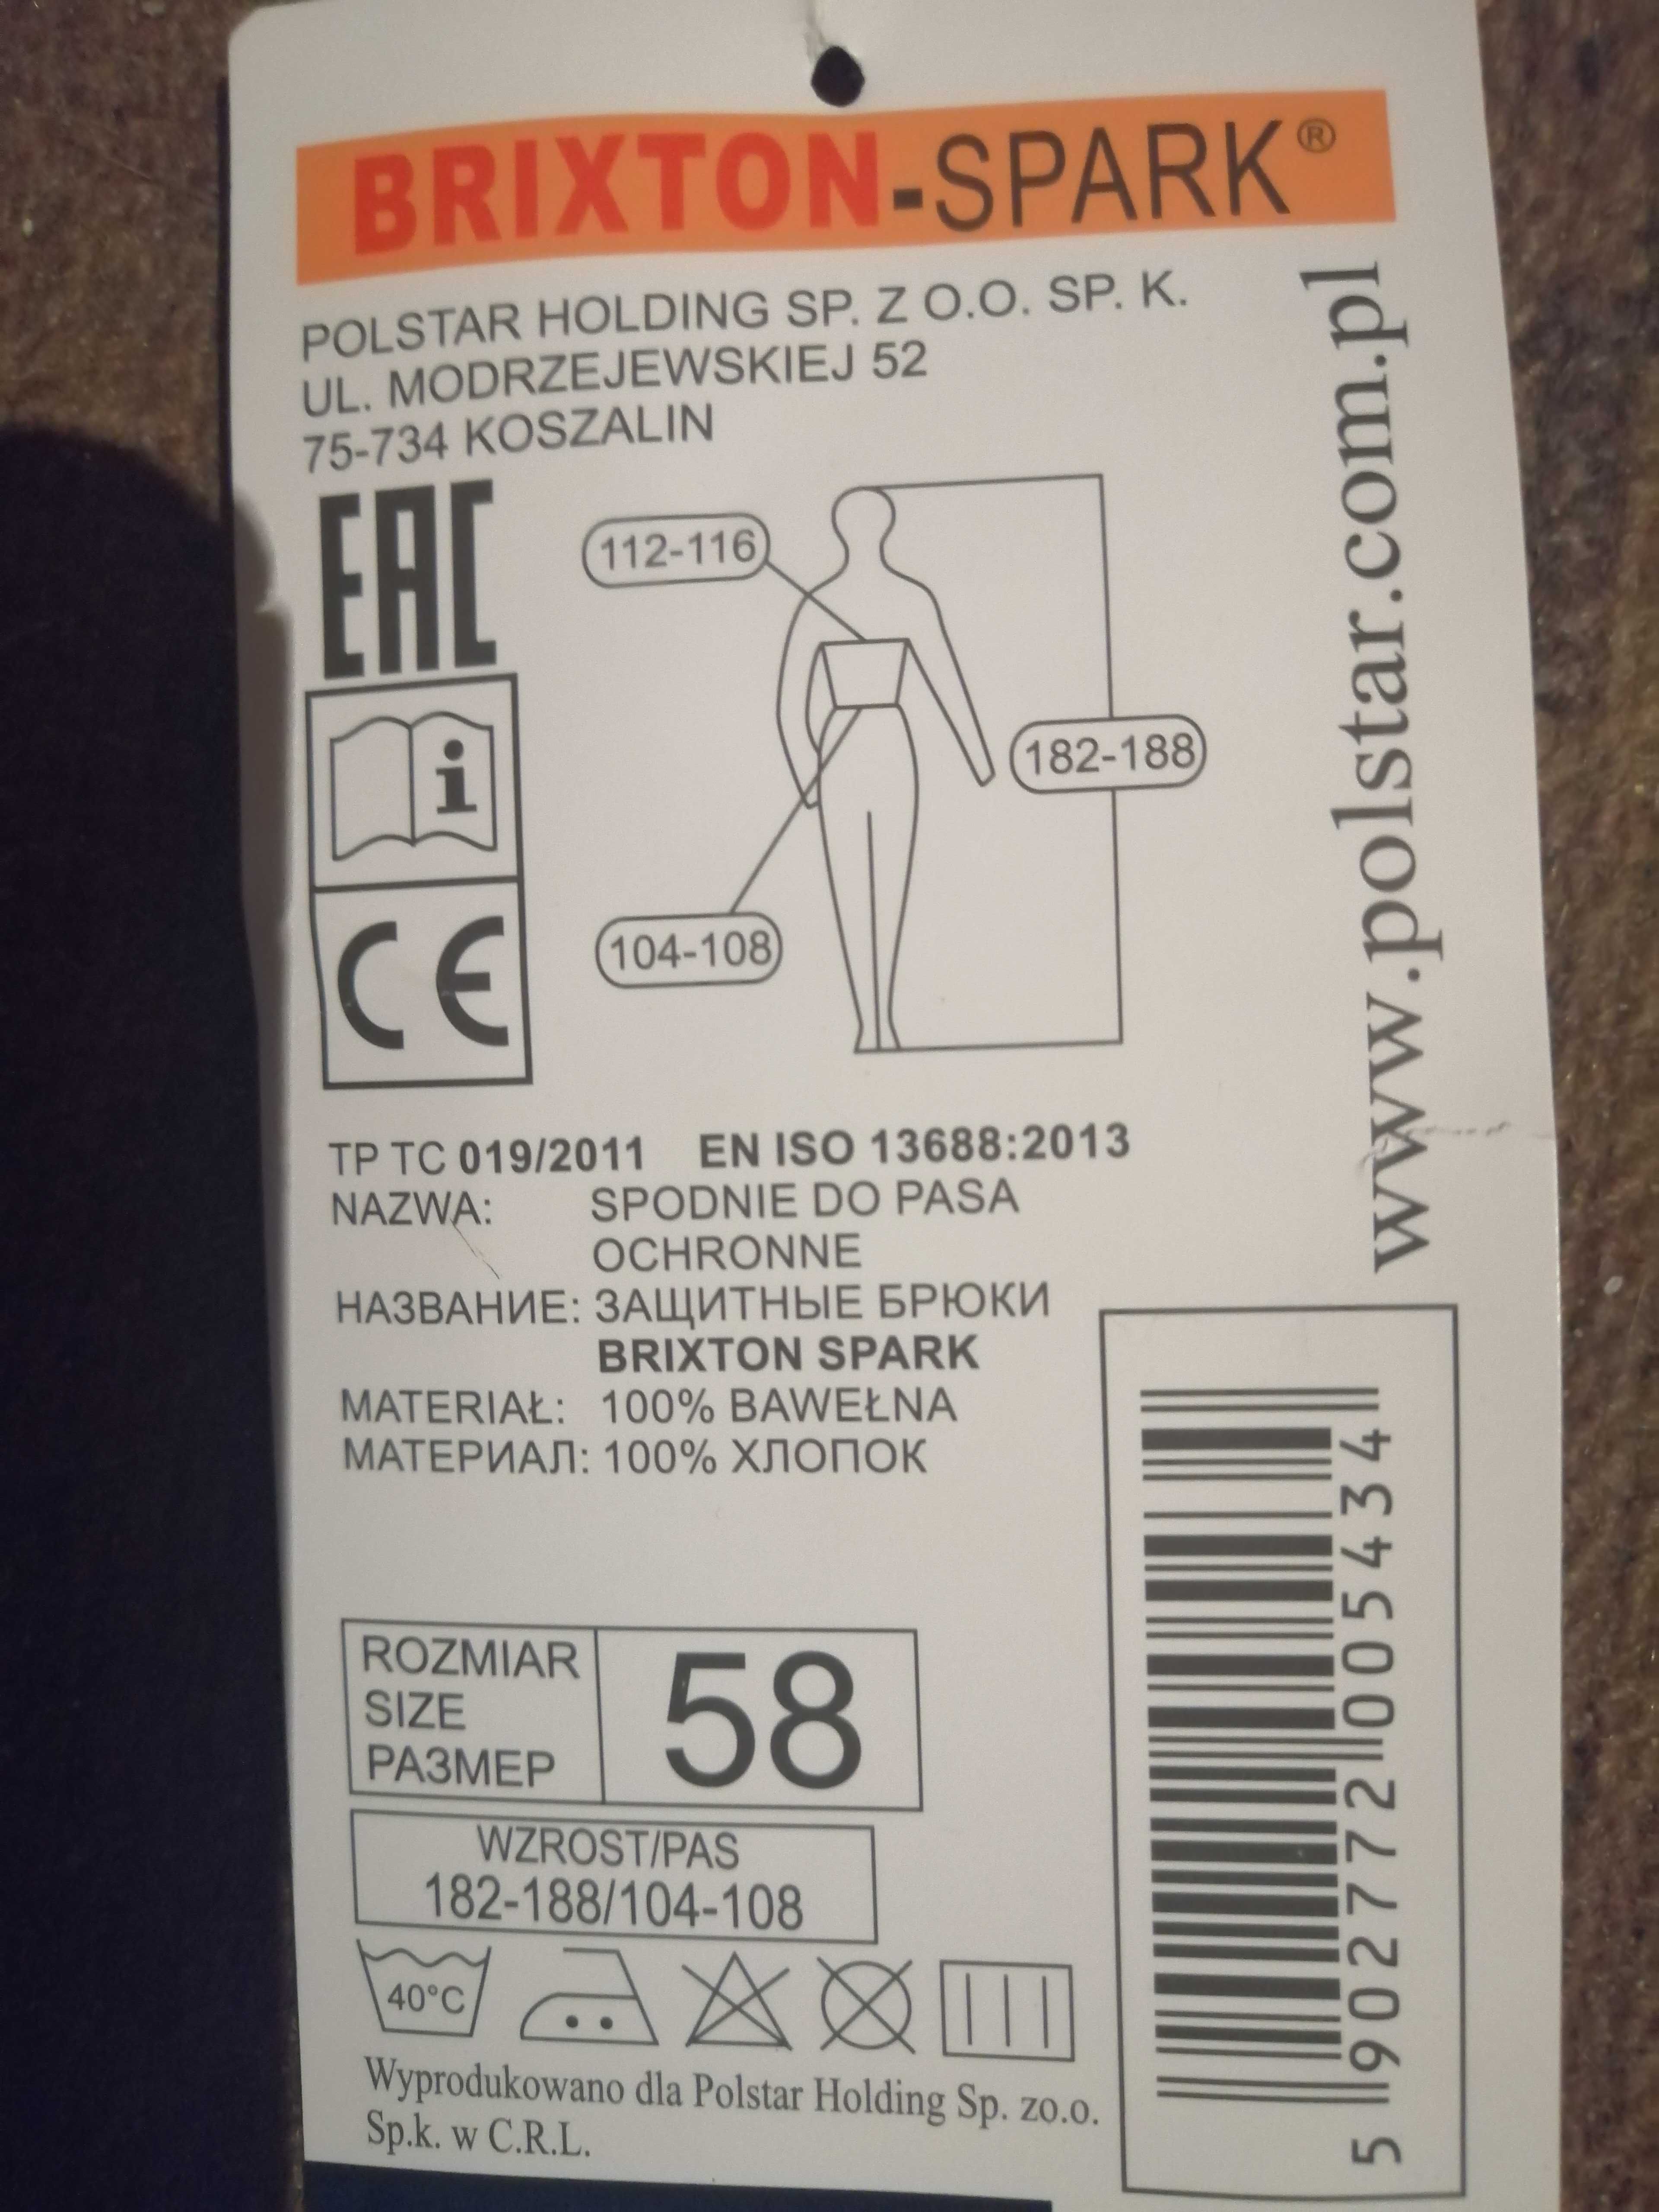 BRIXTON-SPARK®
POLSTAR HOLDING SP. Z O.O. SP. K.
UL. MODRZEJEWSKIEJ 52
75-734 KOSZALIN
www.polstar.com.pl
EAC
112-116
i
182-188
CE
104-108
ТР ТС 019/2011 EN ISO 13688:2013
NAZWA: SPODNIE DO PASA
OCHRONNE
НАЗВАНИЕ: ЗАЩИТНЫЕ БРЮКИ
BRIXTON SPARK
MATERIAŁ: 100% BAWEŁNA
МАТЕРИАЛ: 100% ХЛОПОК
ROZMIAR
SIZE
РАЗМЕР
58
WZROST/PAS
182-188/104-108
40°C
Wyprodukowano dla Polstar Holding Sp. zo.o.
Sp.k. w C.R.L.
5 902772 005434